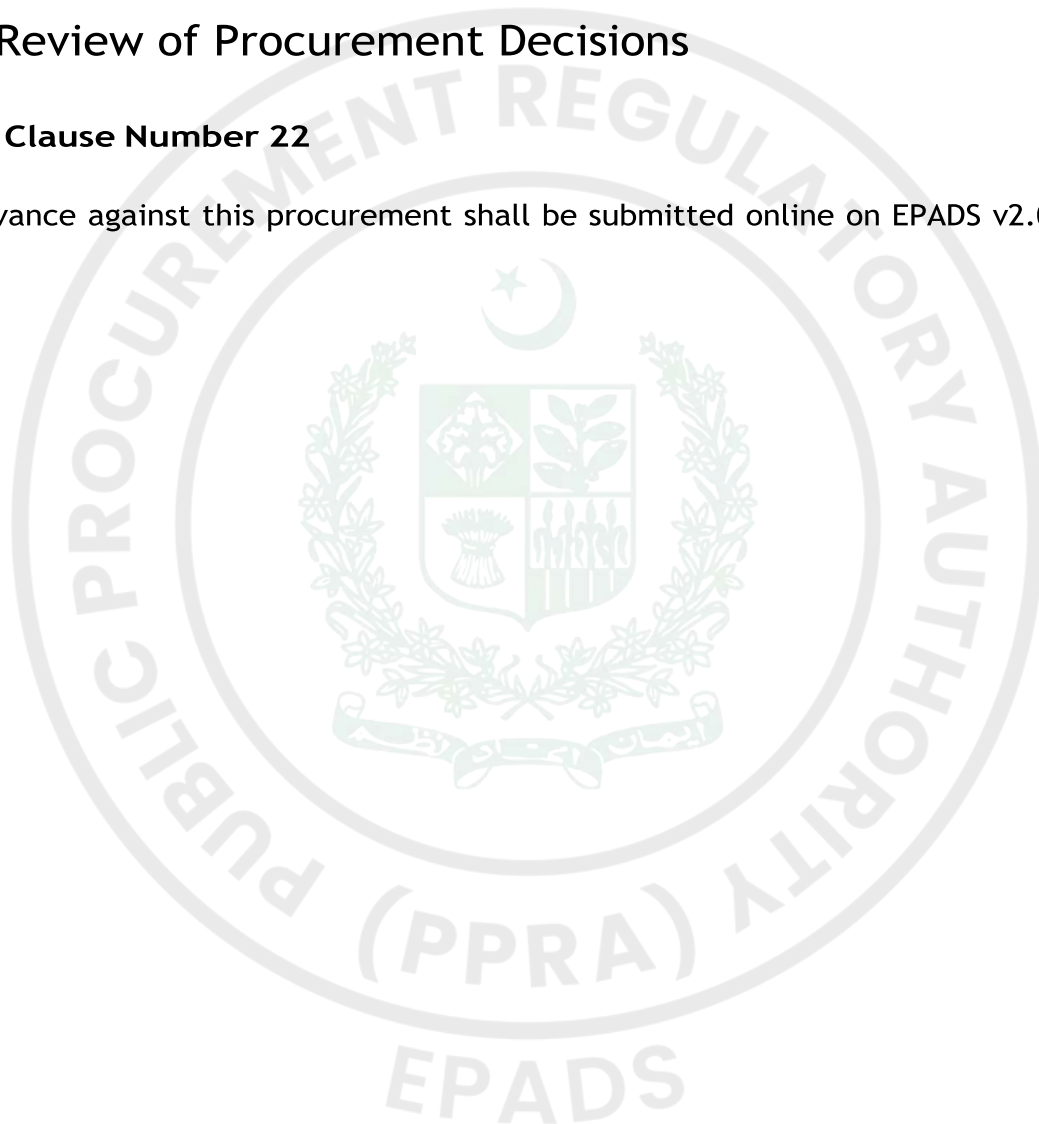 Review of Procurement Decisions
Clause Number 22
vance against this procurement shall be submitted online on EPADS v2.
PUBLIC PROCUREMENT REGULATORY AUTHORITY
(PPRA)
EPADS